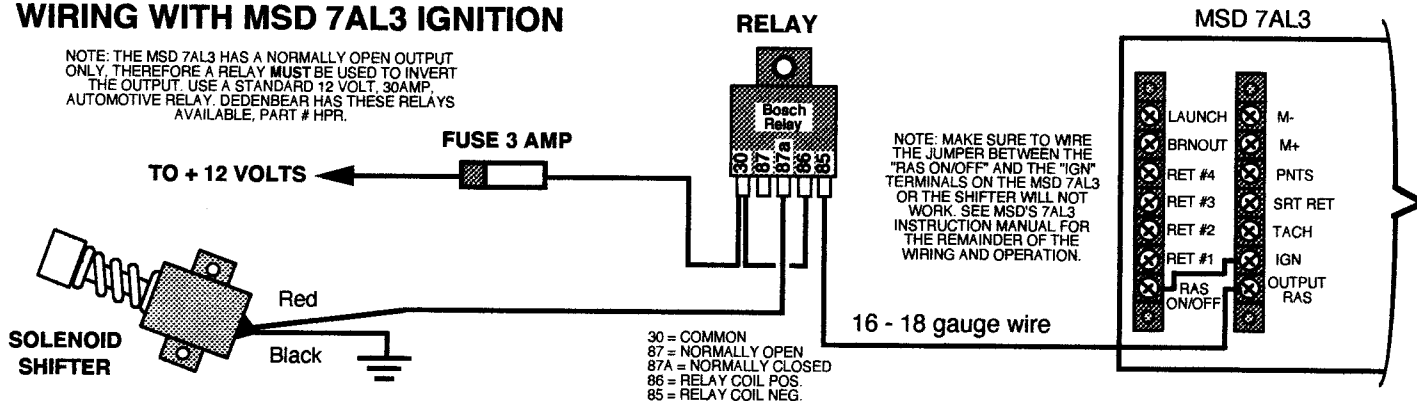 WIRING WITH MSD 7AL3 IGNITION
NOTE: THE MSD 7AL3 HAS A NORMALLY OPEN OUTPUT
ONLY, THEREFORE A RELAY MUST BE USED TO INVERT
THE OUTPUT. USE A STANDARD 12 VOLT, 30AMP,
AUTOMOTIVE RELAY. DEDENBEAR HAS THESE RELAYS
AVAILABLE, PART # HPR.
RELAY
Bosch
Relay
30
87
87a
86
85
FUSE 3 AMP
TO + 12 VOLTS
SOLENOID
SHIFTER
Red
Black
30 = COMMON
87 = NORMALLY OPEN
87A = NORMALLY CLOSED
86 = RELAY COIL POS.
85 = RELAY COIL NEG.
16 - 18 gauge wire
NOTE: MAKE SURE TO WIRE
THE JUMPER BETWEEN THE
"RAS ON/OFF" AND THE "IGN"
TERMINALS ON THE MSD 7AL3
OR THE SHIFTER WILL NOT
WORK. SEE MSD'S 7AL3
INSTRUCTION MANUAL FOR
THE REMAINDER OF THE
WIRING AND OPERATION.
MSD 7AL3
LAUNCH
BRNOUT
RET #4
RET #3
RET #2
RET #1
RAS
ON/OFF
M-
M+
PNTS
SRT RET
TACH
IGN
OUTPUT
RAS